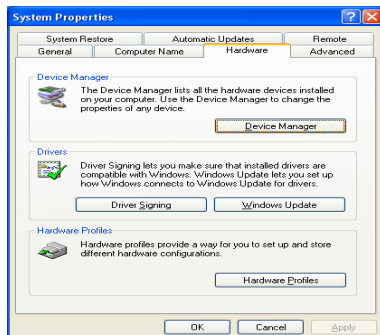 System Properties
System Restore Automatic Updates Remote
General Computer Name Hardware Advanced
Device Manager
The Device Manager lists all the hardware devices installed
on your computer. Use the Device Manager to change the
properties of any device.
Device Manager
Drivers
Driver Signing lets you make sure that installed drivers are
compatible with Windows. Windows Update lets you set up
how Windows connects to Windows Update for drivers.
Driver Signing Windows Update
Hardware Profiles
Hardware profiles provide a way for you to set up and store
different hardware configurations.
Hardware Profiles
OK Cancel Apply